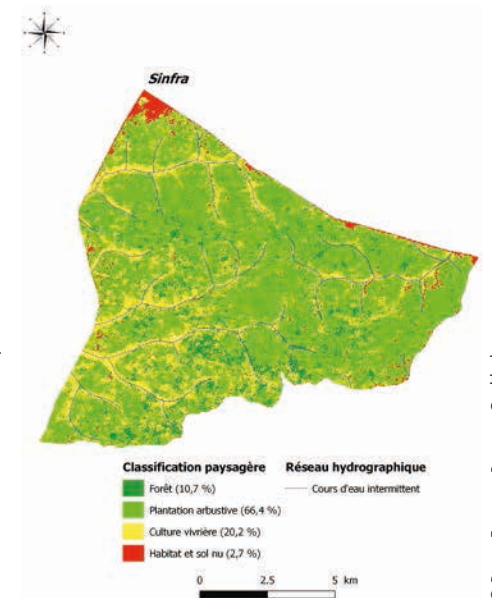 Sinfra
Classification paysagère
Forêt (10,7 %)
Plantation arbustive (66,4 %)
Culture vivrière (20,2 %)
Habitat et sol nu (2,7 %)
Réseau hydrographique
Cours d'eau intermittent
0 2.5 5 km